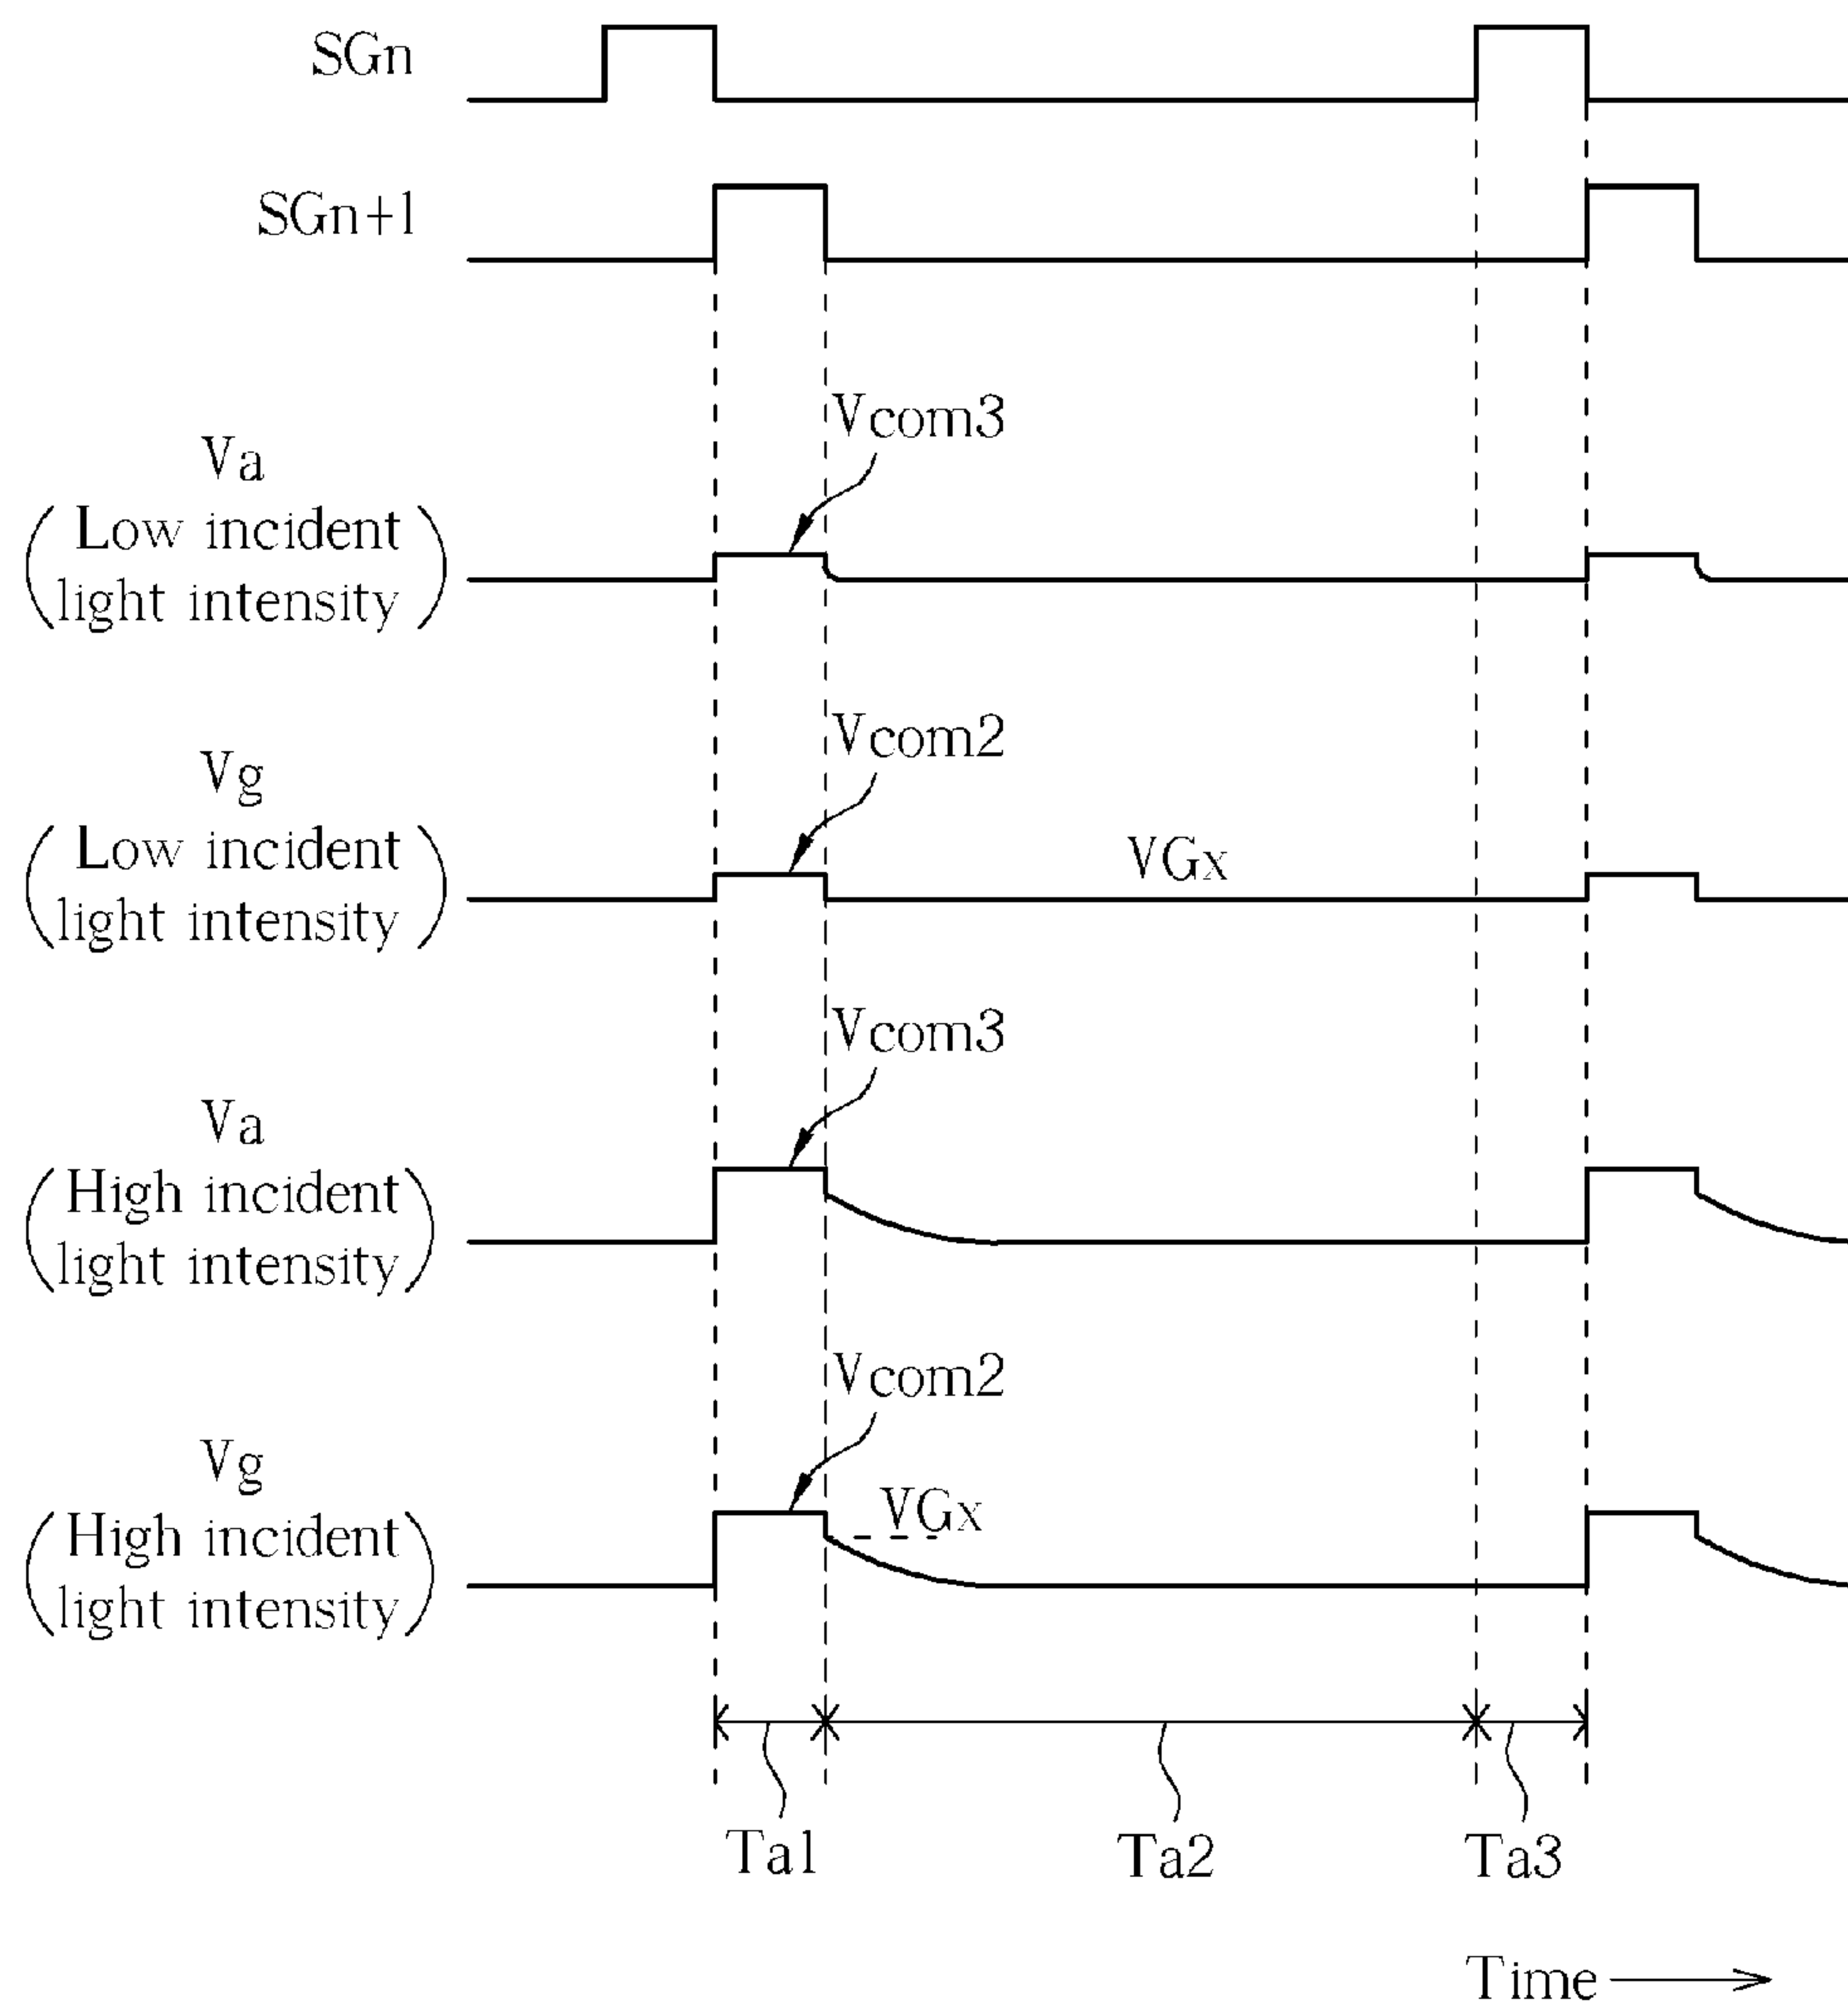 SGn
SGn+1
Vcom3
Va
(Low incident
light intensity)
Vcom2
Vg
(Low incident
light intensity)
VGx
Vcom3
Va
(High incident
light intensity)
Vcom2
Vg
(High incident
light intensity)
VGx
Ta1
Ta2
Ta3
Time